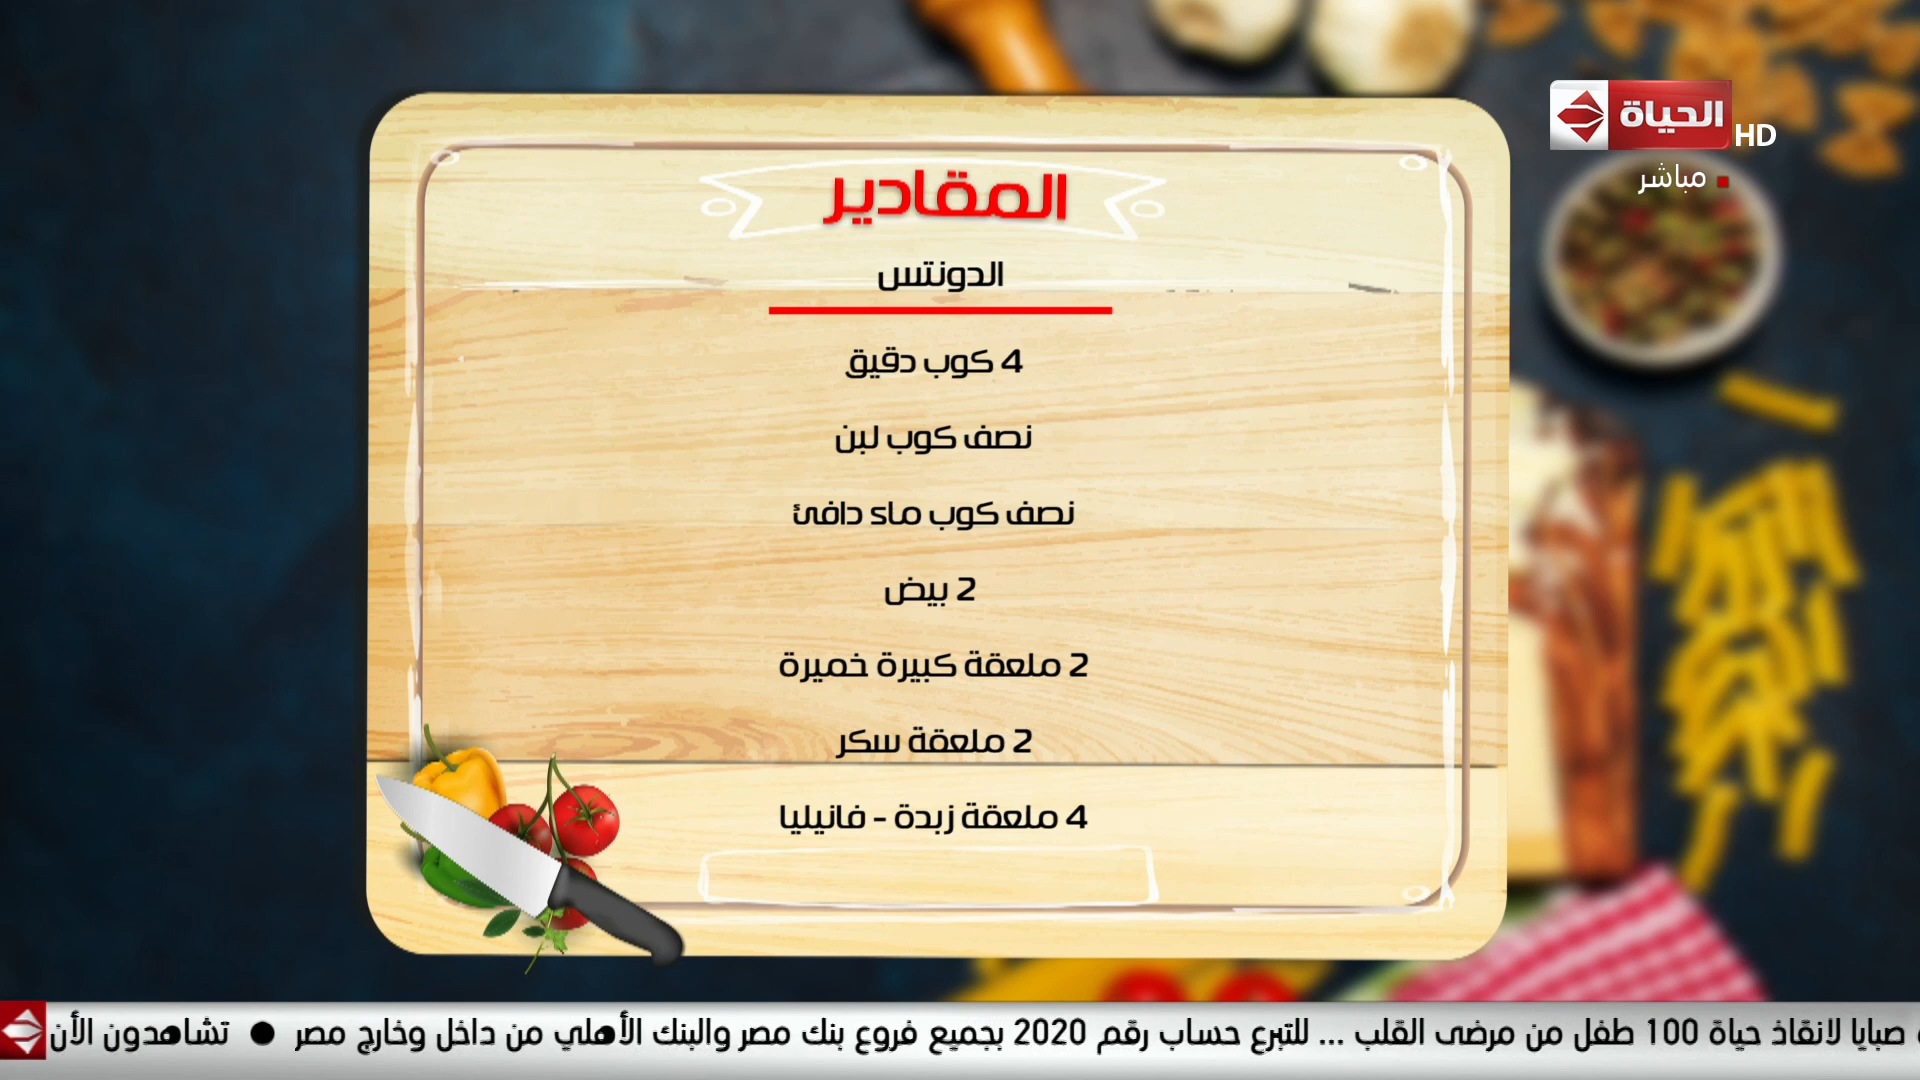 الحياة
HD
مباشر
المقادير
الدونتس
4 كوب دقيق
نصف كوب لبن
نصف كوب ماء دافئ
2 بيض
2 ملعقة كبيرة خميرة
2 ملعقة سكر
4 ملعقة زبدة - فانيليا
صبايا لانقاذ حياة 100 طفل من مرضى القلب ... للتبرع حساب رقم 2020 بجميع فروع بنك مصر والبنك الأهلي من داخل وخارج مصر ● تشاهدون الأن